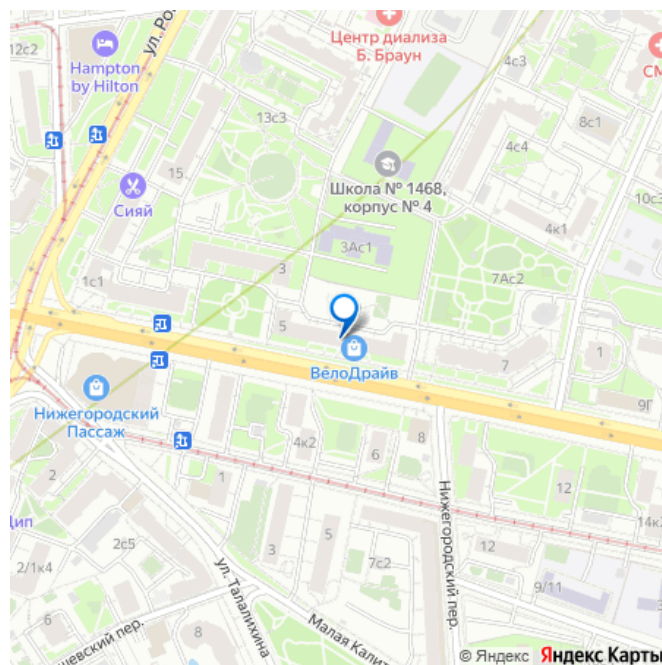 12с2
ул. Ро
Центр диализа
Б. Браун
Hampton
by Hilton
4с3
СМ
13с3
8с1
4с4
15
Школа № 1468,
корпус № 4
10с3
Сияй
4к1
3Ас1
3
7Ас2
1с1
5
7
1
ВелоДрайв
9Г
Нижегородский
Пассаж
4к2
6
8
2
1
12
Цип
14к2
2с5
3
5
7с2
12
2/1к4
9/11
Нижегородский пер.
ул. Талалихина
6
8
Малая Калит
шевский пер.
© Яндекс Яндекс Карты